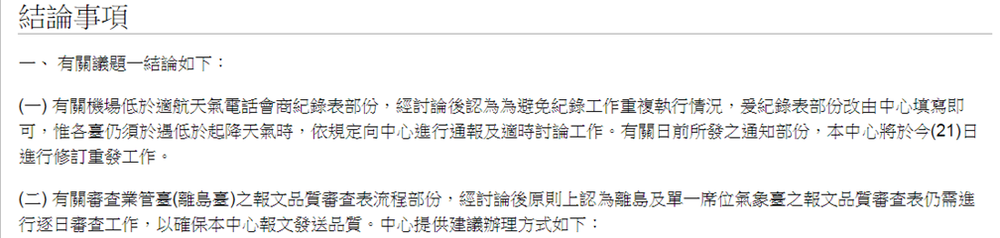 結論事項
一、 有關議題一結論如下：
(一) 有關機場低於適航天氣電話會商紀錄表部份，經討論後認為為避免紀錄工作重複執行情況，爰紀錄表部份改由中心填寫即
可，惟各臺仍須於遇低於起降天氣時，依規定向中心進行通報及適時討論工作。有關日前所發之通知部份，本中心將於今(21)日
進行修訂重發工作。
(二) 有關審查業管臺(離島臺)之報文品質審查表流程部份，經討論後原則上認為離島及單一席位氣象臺之報文品質審查表仍需進
行逐日審查工作，以確保本中心報文發送品質。中心提供建議辦理方式如下：